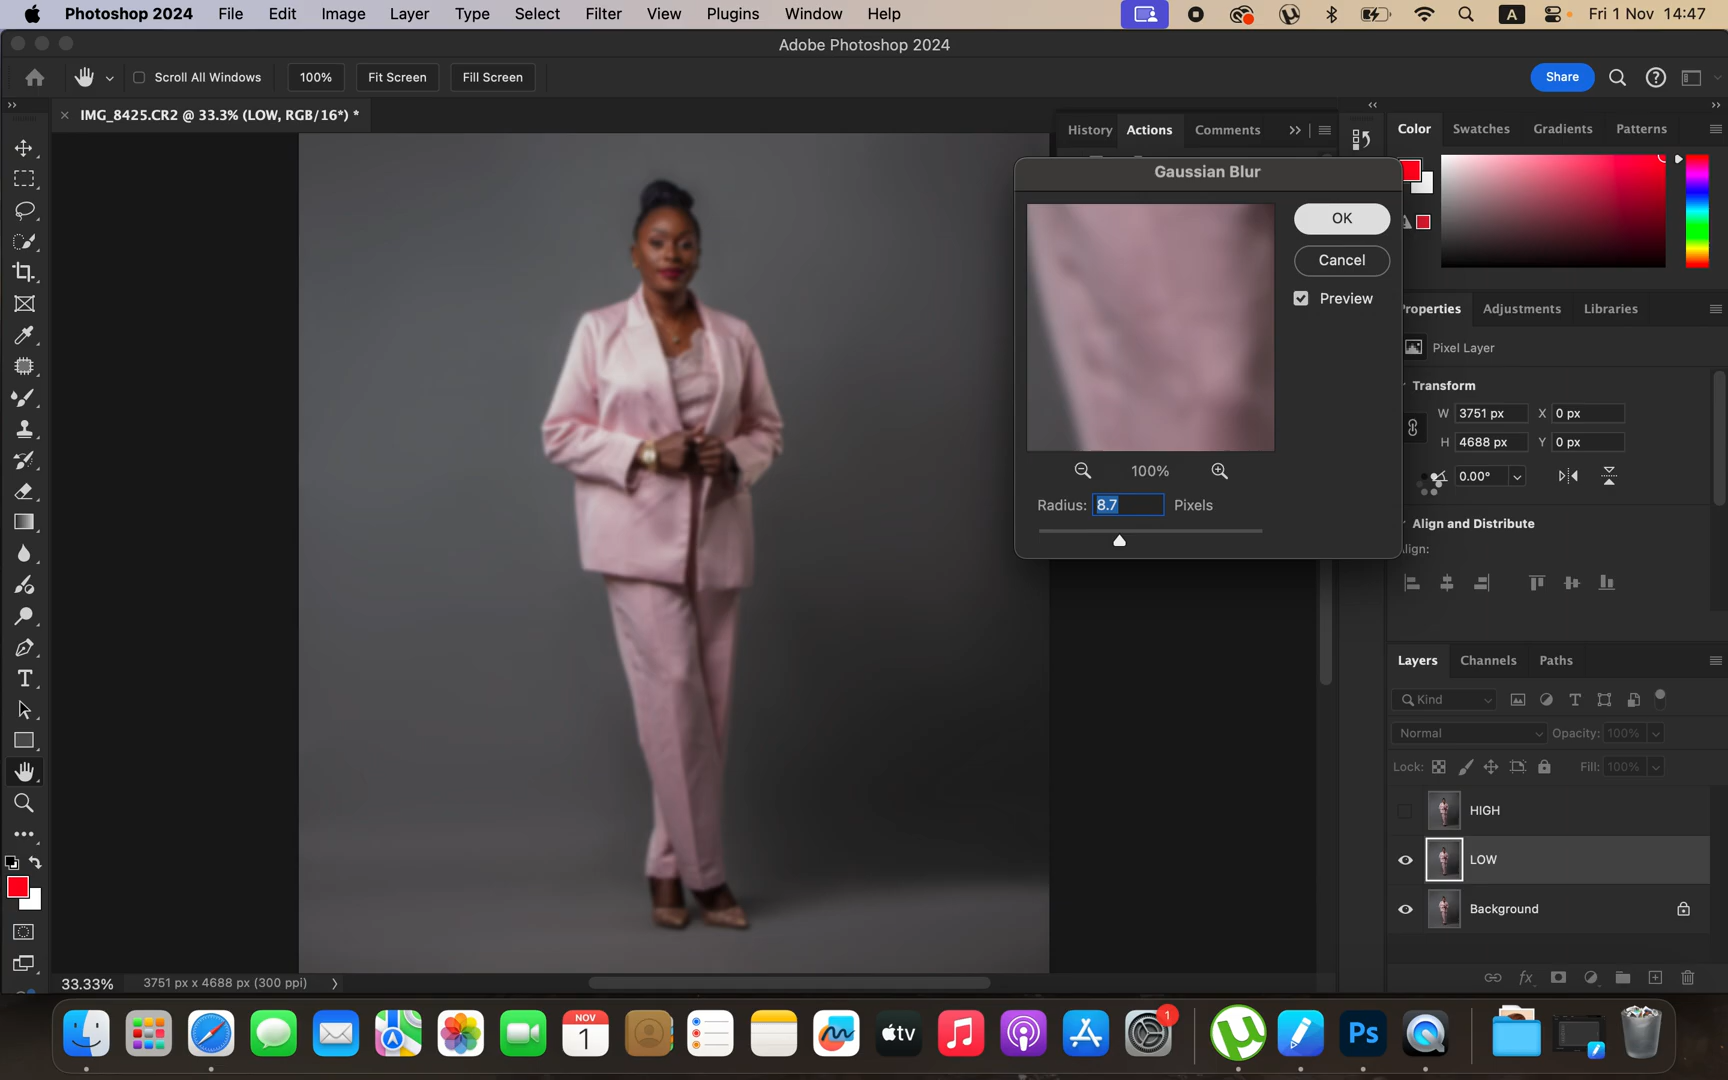 Photoshop 2024 File Edit Image Layer Type Select Filter View Plugins Window Help A Fri 1 Nov 14:47
Adobe Photoshop 2024
Scroll All Windows 100% Fit Screen Fill Screen Share
IMG_8425.CR2 @ 33.3% (LOW, RGB/16*) *
History Actions Comments
Color Swatches Gradients Patterns
Gaussian Blur
OK
Cancel
Preview
100%
Radius: 8.7 Pixels
Properties Adjustments Libraries
Pixel Layer
Transform
W 3751 px X 0 px
H 4688 px Y 0 px
0.00°
Align and Distribute
Align:
Layers Channels Paths
Kind
Normal Opacity: 100%
Lock: Fill: 100%
HIGH
LOW
Background
33.33% 3751 px x 4688 px (300 ppi)
NOV
1
tv
1
Ps